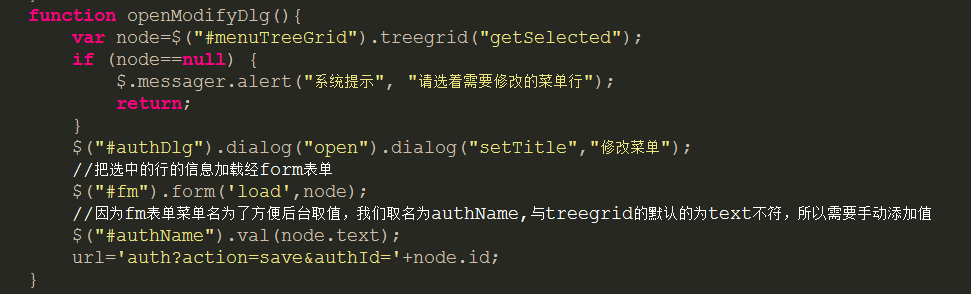 function openModifyDlg(){
var node=$("#menuTreeGrid").treegrid("getSelected");
if (node==null) {
$.messager.alert("系统提示", "请选着需要修改的菜单行");
return;
}
$("#authDlg").dialog("open").dialog("setTitle","修改菜单");
//把选中的行的信息加载经form表单
$("#fm").form('load',node);
//因为fm表单菜单名为了方便后台取值，我们取名为authName,与treegrid的默认的为text不符，所以需要手动添加值
$("#authName").val(node.text);
url='auth?action=save&authId='+node.id;
}